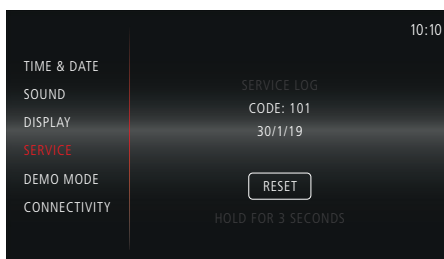 10:10
TIME & DATE
SOUND
DISPLAY
SERVICE
DEMO MODE
CONNECTIVITY
SERVICE LOG
CODE: 101
30/1/19
RESET
HOLD FOR 3 SECONDS